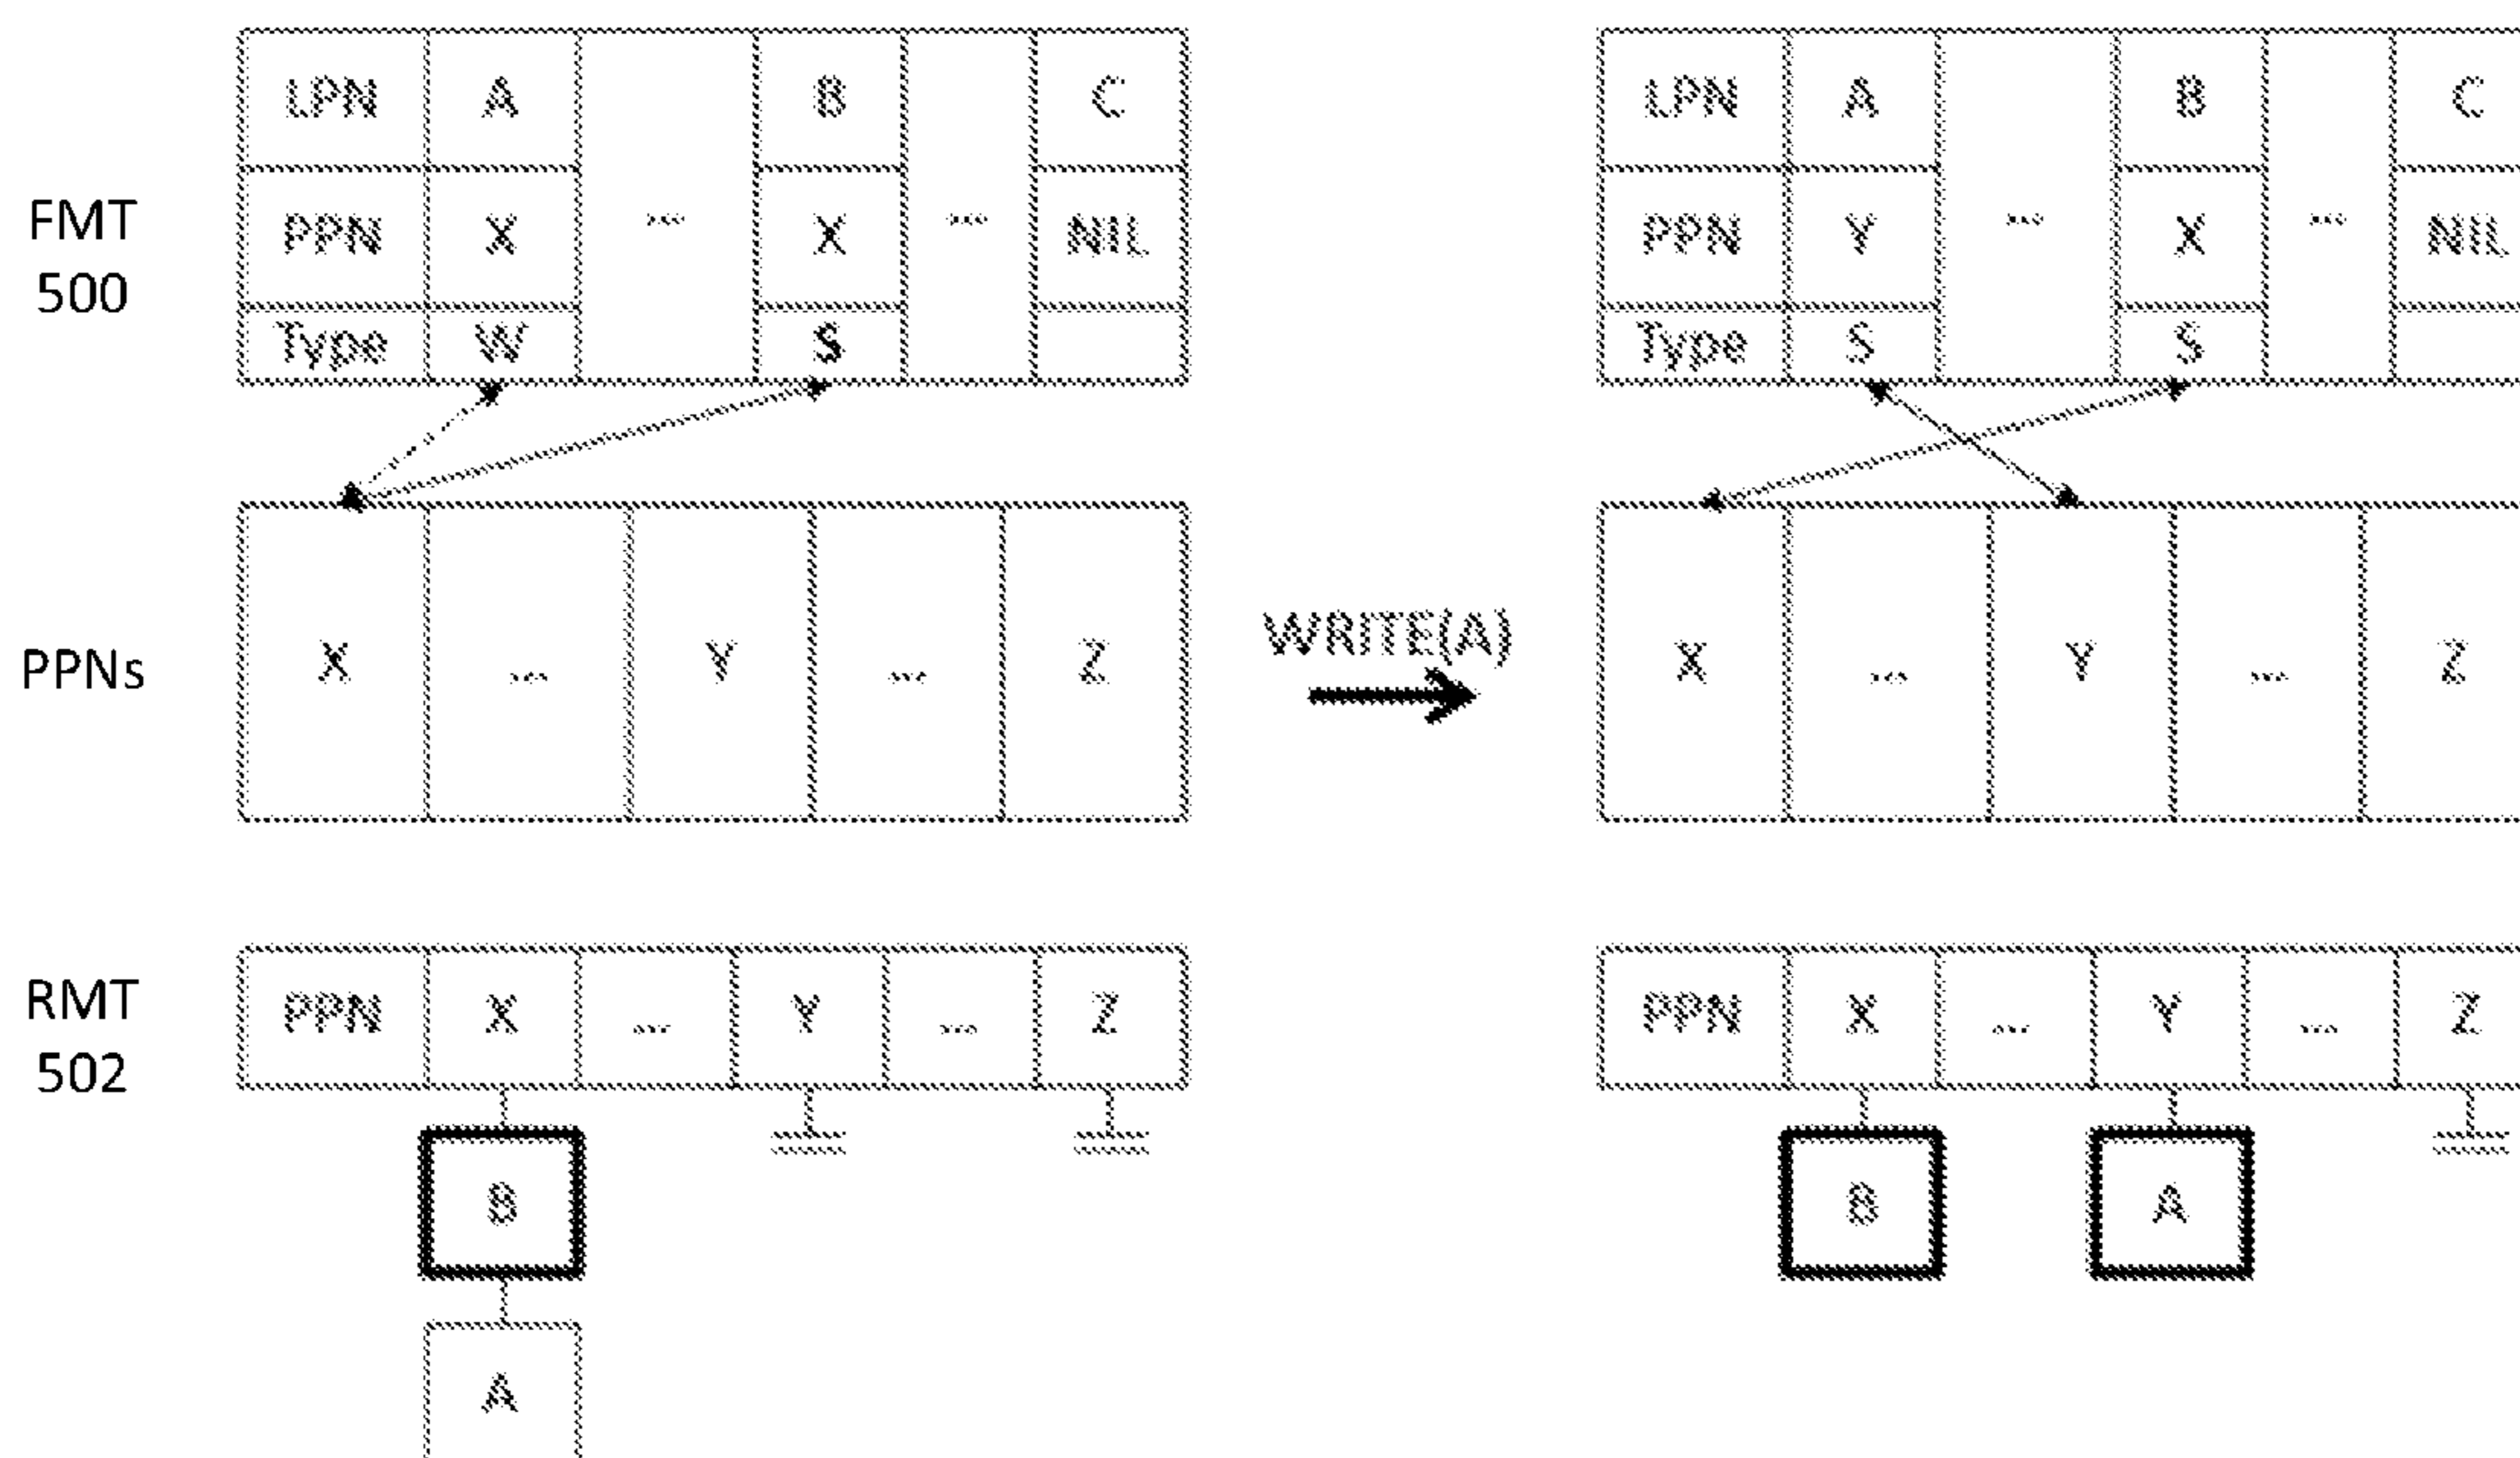 LPN A B C
FMT 500
PPN X ... X ... NIL
Type W S
LPN A B C
PPN Y ... X ... NIL
Type S S
PPNs
X ... Y ... Z
WRITE(A)
X ... Y ... Z
RMT 502
PPN X ... Y ... Z
B
A
PPN X ... Y ... Z
B A